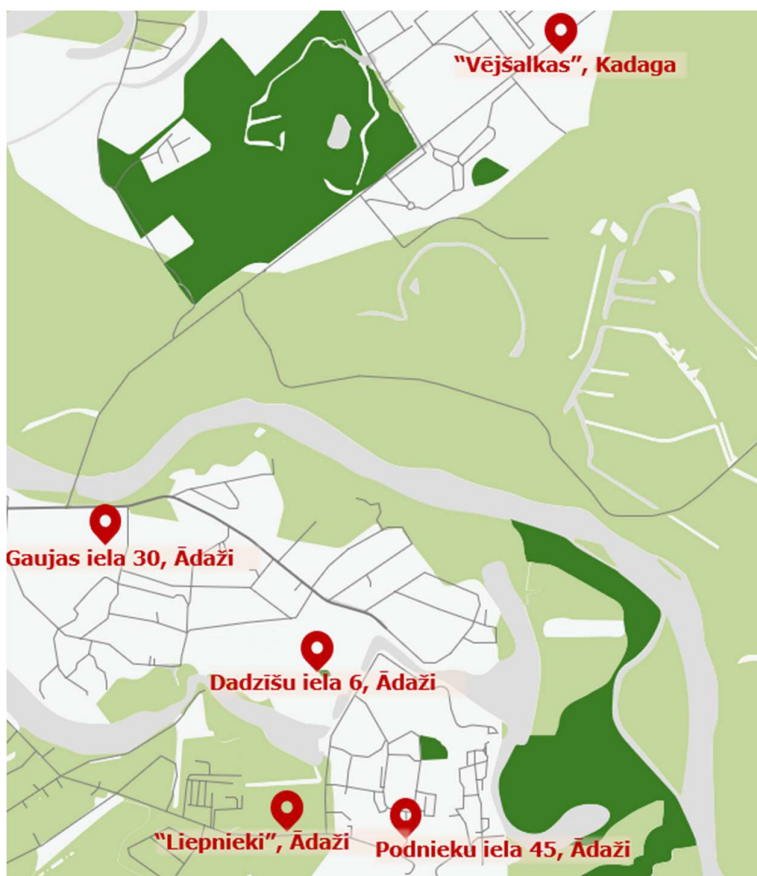 “Vējšalkas”, Kadaga
Gaujas iela 30, Ādaži
Dadzīšu iela 6, Ādaži
“Liepnieki”, Ādaži
Podnieku iela 45, Ādaži